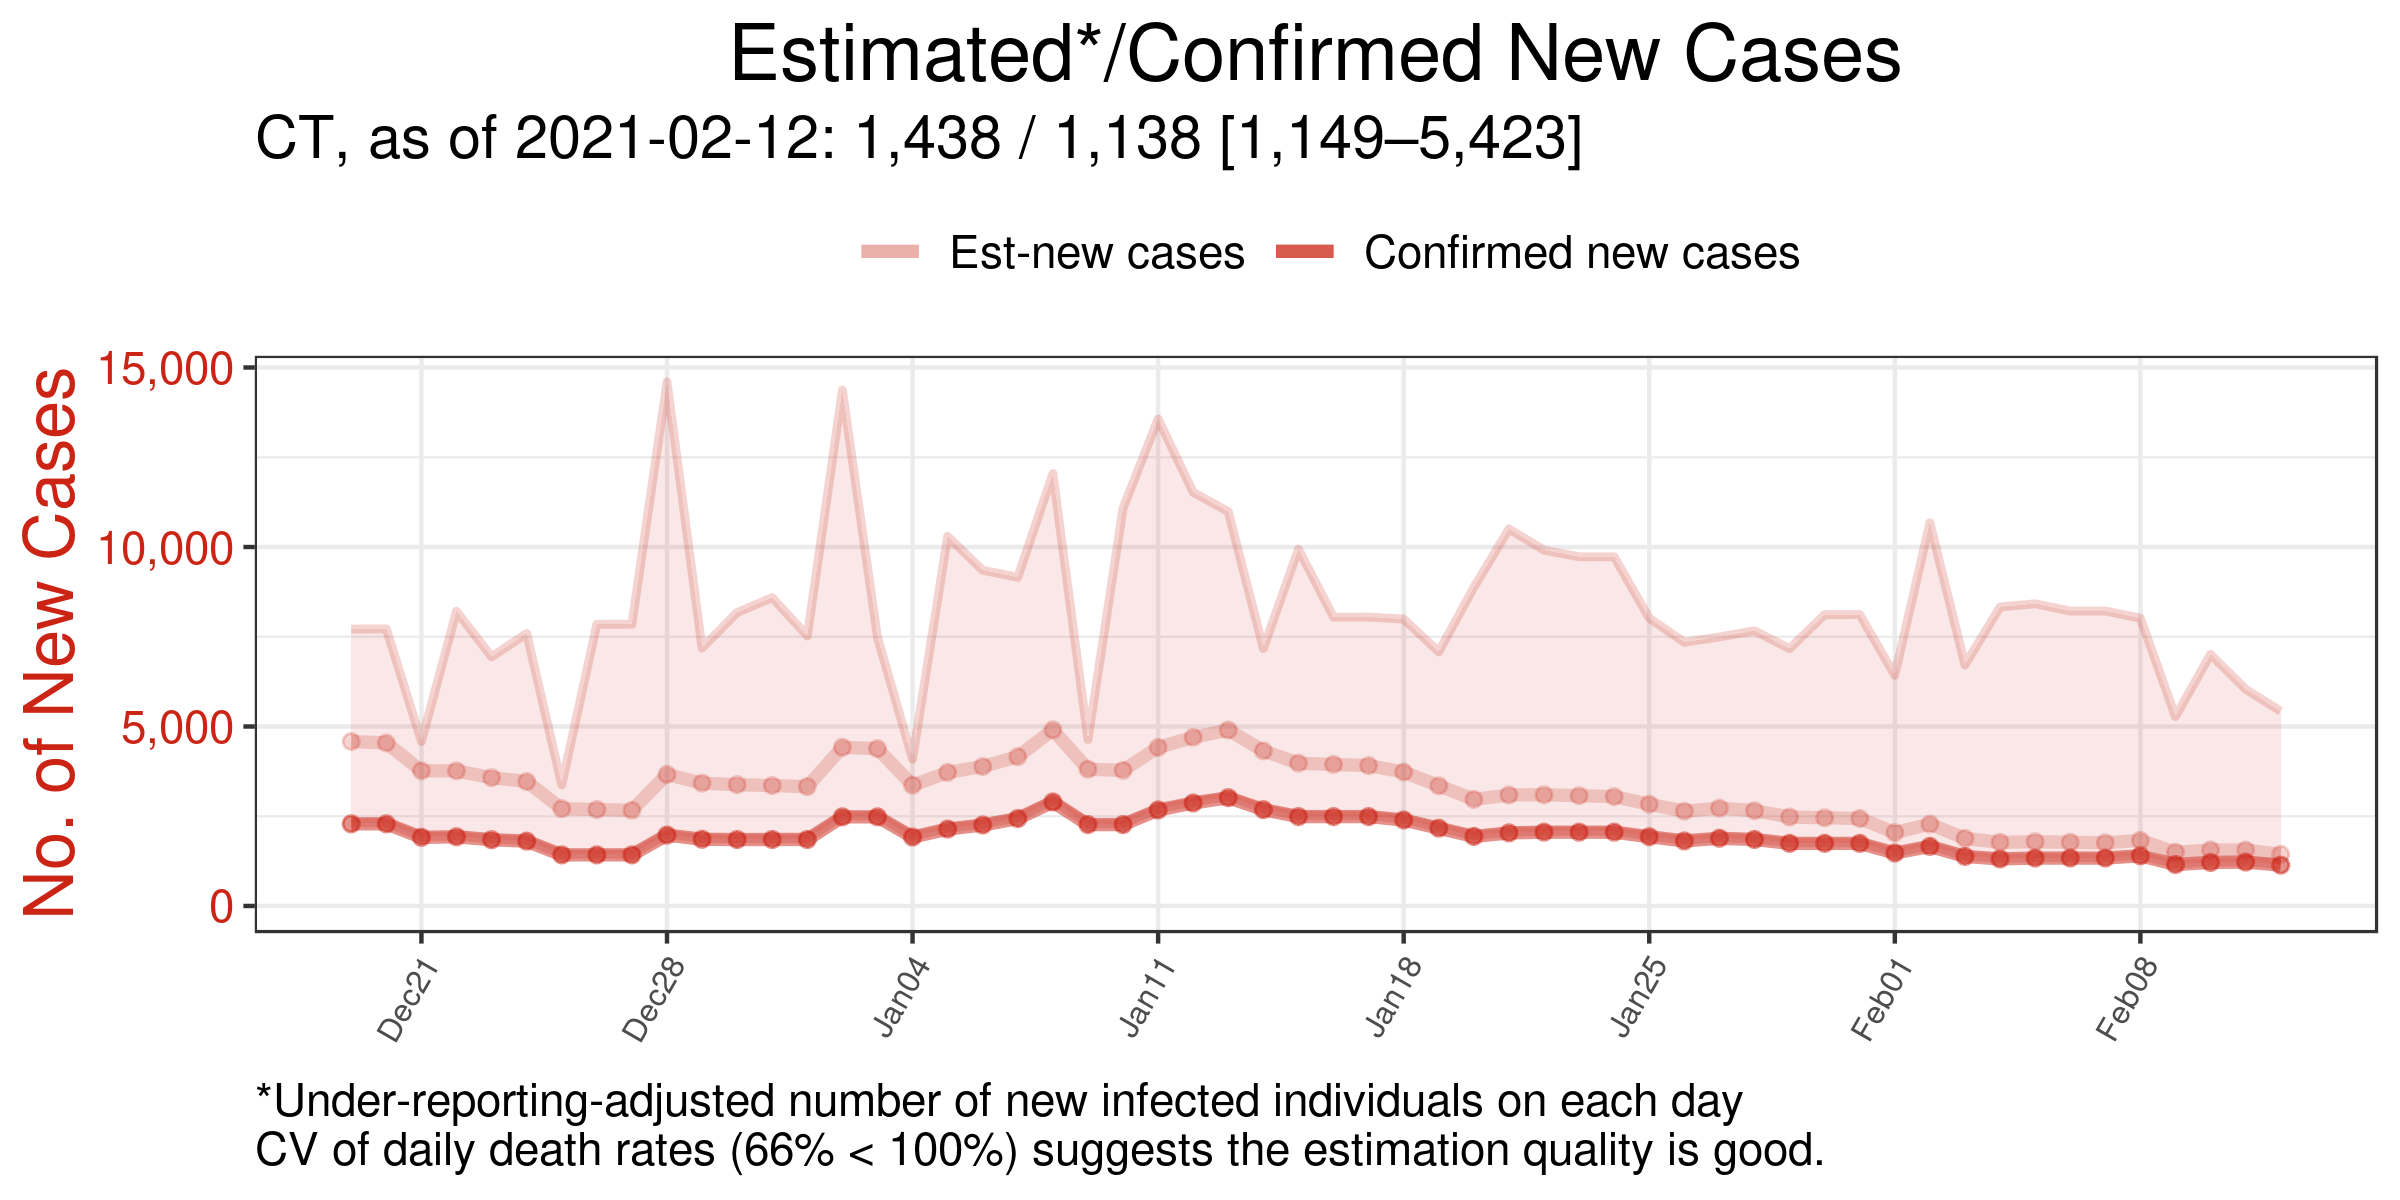 Estimated*/Confirmed New Cases
CT, as of 2021-02-12: 1,438 / 1,138 [1,149–5,423]
Est-new cases
Confirmed new cases
No. of New Cases
15,000
10,000
5,000
0
Dec21
Dec28
Jan04
Jan11
Jan18
Jan25
Feb01
Feb08
*Under-reporting-adjusted number of new infected individuals on each day
CV of daily death rates (66% < 100%) suggests the estimation quality is good.